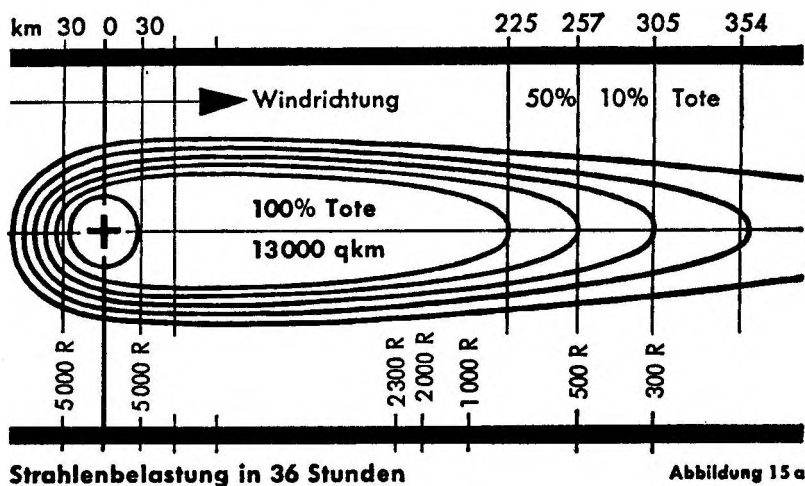 km 30 0 30 225 257 305 354
Windrichtung 50% 10% Tote
100% Tote
13000 qkm
5000 R
5000 R
2300 R
2000 R
1000 R
500 R
300 R
Strahlenbelastung in 36 Stunden Abbildung 15 a